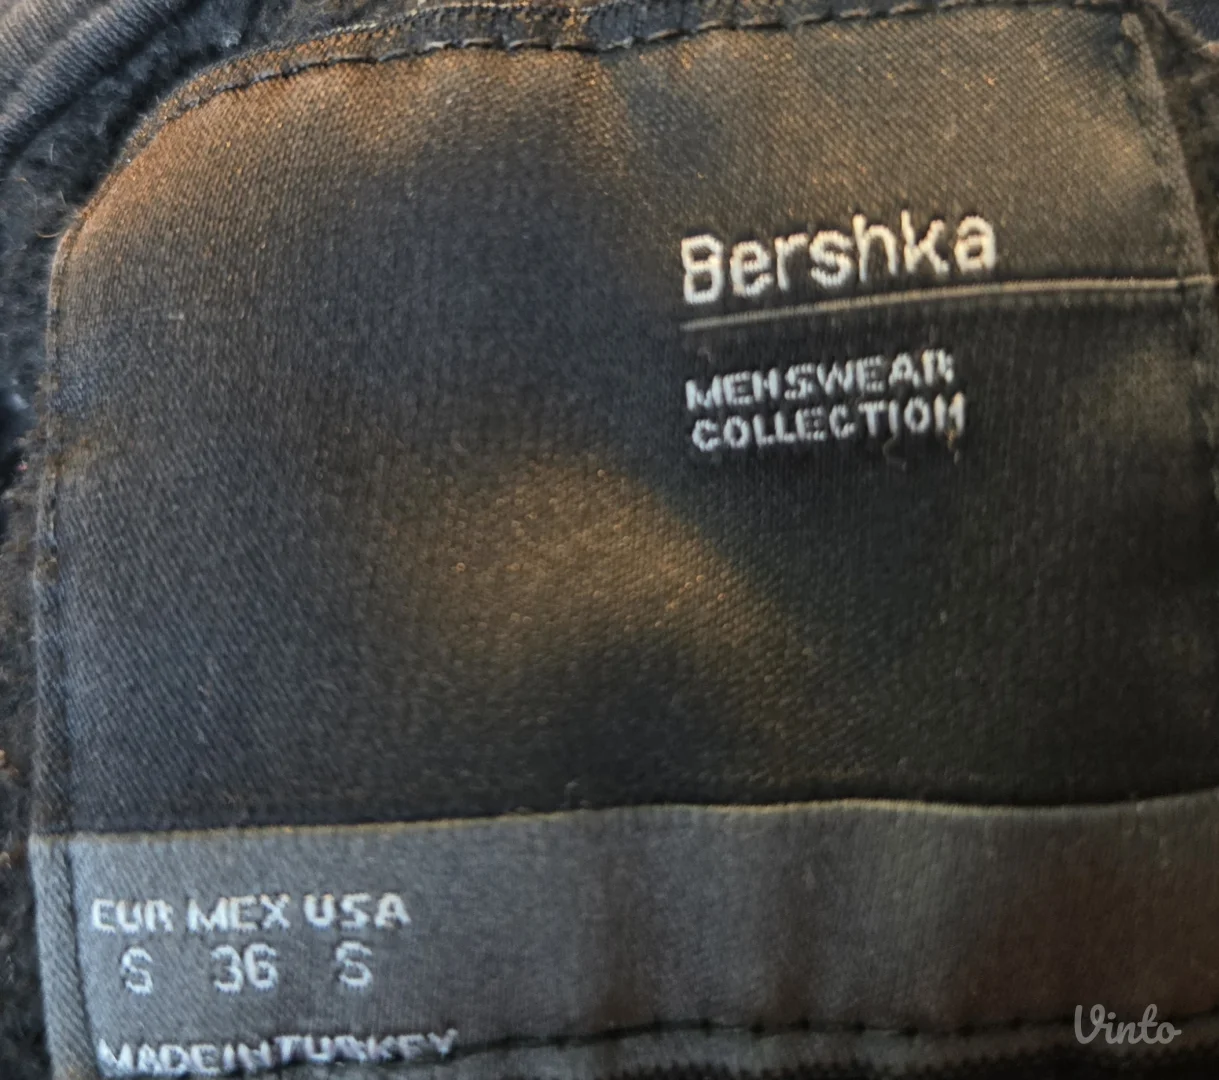 Bershka
MENSWEAR
COLLECTION
EUR MEX USA
S 36 S
MADE IN TURKEY
Vinto